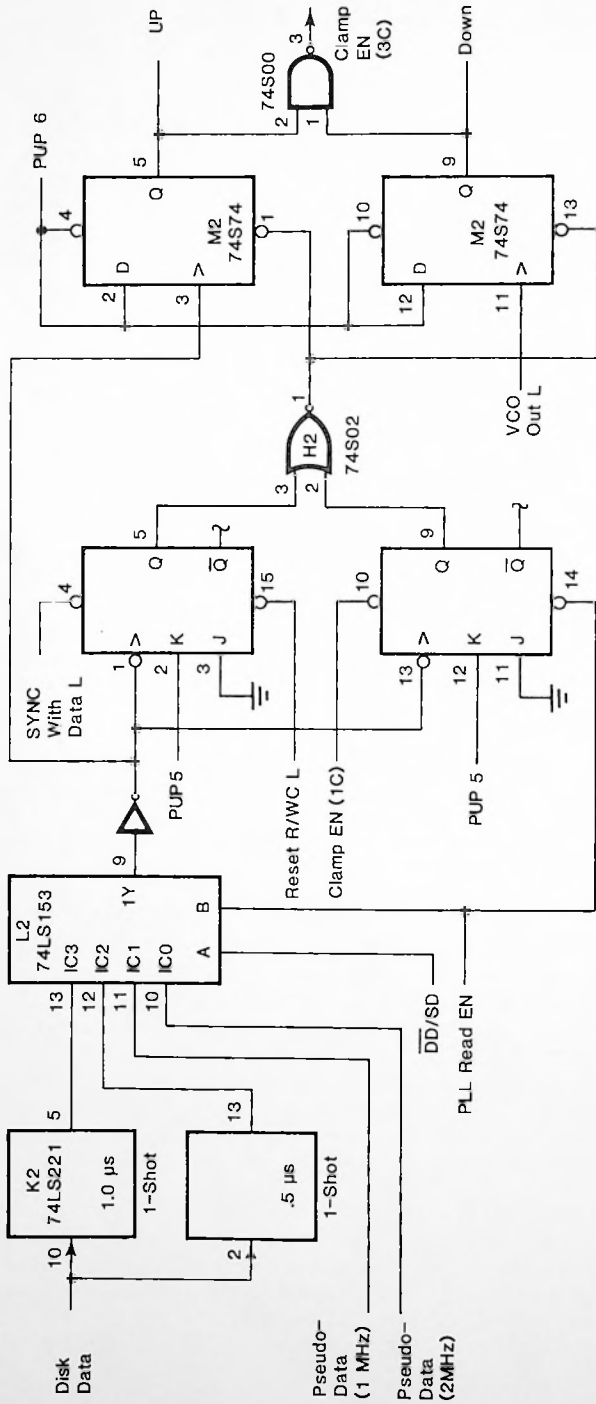 Disk
Data
10
K2
74LS221
1.0 µs
5
1-Shot
2
.5 µs
13
1-Shot
Pseudo-
Data
(1 MHz)
Pseudo-
Data
(2MHz)
L2
74LS153
13
IC3
12
IC2
11
IC1
10
IC0
1Y
9
A
B
DD/SD
PLL Read EN
SYNC
With
Data L
4
1
Q
5
2
K
Q
3
J
15
PUP 5
Reset R/WC L
Clamp EN (1C)
10
13
Q
9
12
K
Q
11
J
14
PUP 5
3
2
H2
1
74S02
PUP 6
4
2
D
Q
5
3
M2
74S74
1
UP
10
12
D
Q
9
11
M2
74S74
13
VCO
Out L
Down
74S00
2
1
3
Clamp
EN
(3C)